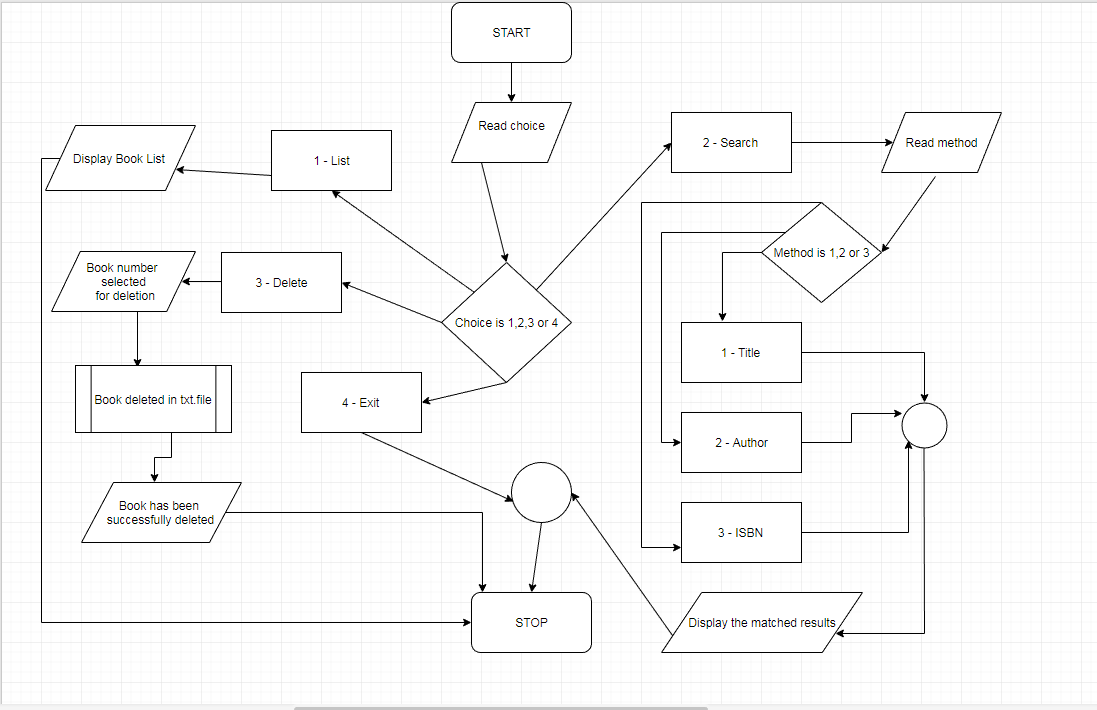 START
Read choice
2 - Search
Read method
Display Book List
1 - List
Method is 1,2 or 3
Book number
selected
for deletion
3 - Delete
Choice is 1,2,3 or 4
1 - Title
Book deleted in txt.file
4 - Exit
2 - Author
Book has been
successfully deleted
3 - ISBN
STOP
Display the matched results